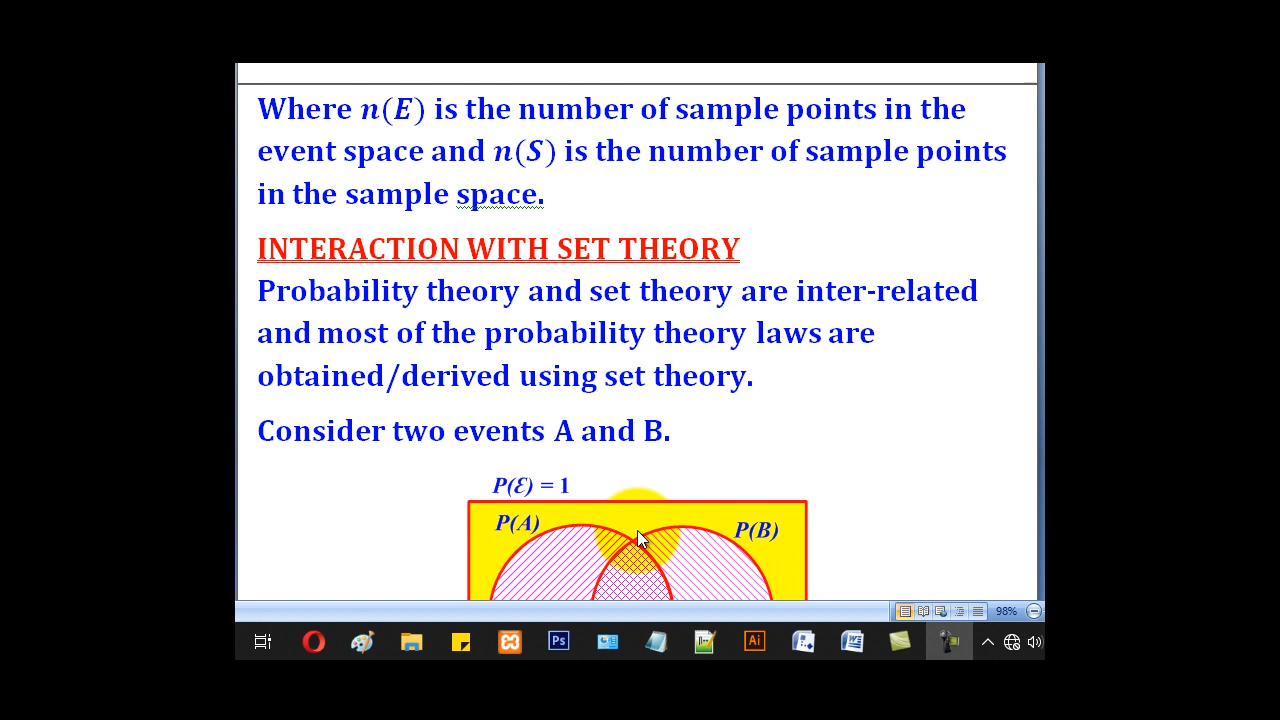 Where n(E) is the number of sample points in the
event space and n(S) is the number of sample points
in the sample space.
INTERACTION WITH SET THEORY
Probability theory and set theory are inter-related
and most of the probability theory laws are
obtained/derived using set theory.
Consider two events A and B.
P(ℰ) = 1
P(A)
P(B)
98%
Ps
Ai